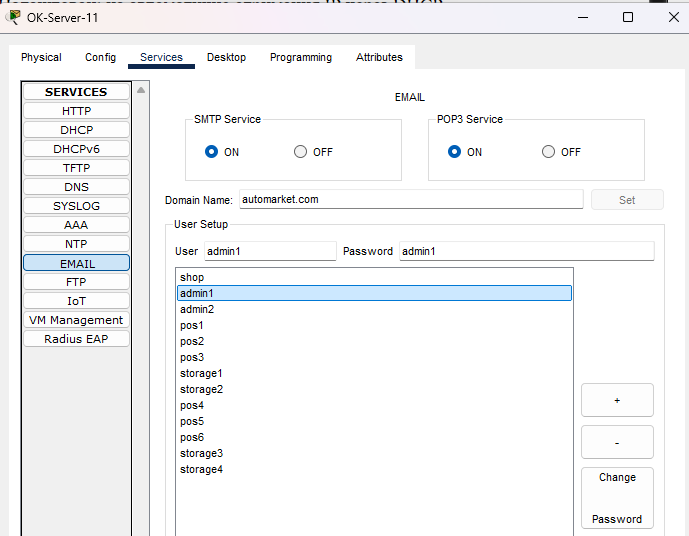 OK-Server-11
Physical Config Services Desktop Programming Attributes
SERVICES
HTTP
DHCP
DHCPv6
TFTP
DNS
SYSLOG
AAA
NTP
EMAIL
FTP
IoT
VM Management
Radius EAP
EMAIL
SMTP Service
ON OFF
POP3 Service
ON OFF
Domain Name: automarket.com Set
User Setup
User admin1 Password admin1
shop
admin1
admin2
pos1
pos2
pos3
storage1
storage2
pos4
pos5
pos6
storage3
storage4
+
-
Change
Password